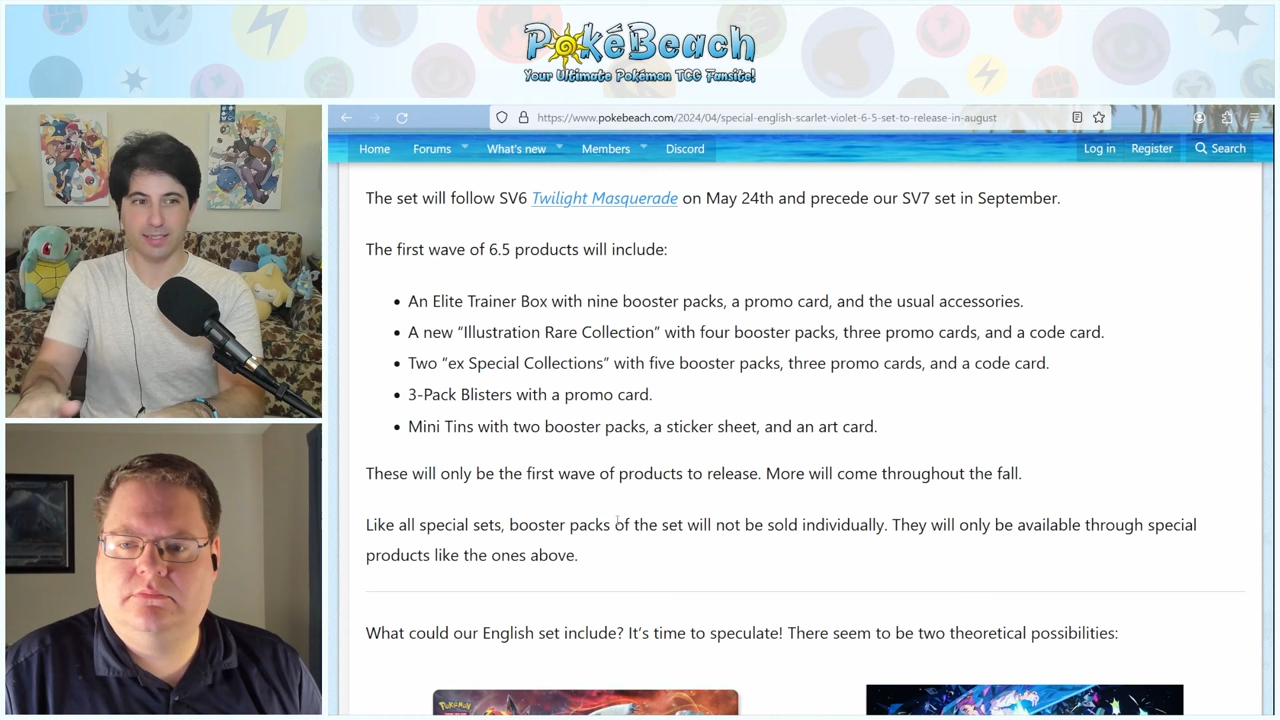 PokéBeach
Your Ultimate Pokémon TCG Fansite!
https://www.pokebeach.com/2024/04/special-english-scarlet-violet-6-5-set-to-release-in-august
Home Forums What's new Members Discord Log in Register Search
The set will follow SV6 Twilight Masquerade on May 24th and precede our SV7 set in September.
The first wave of 6.5 products will include:
• An Elite Trainer Box with nine booster packs, a promo card, and the usual accessories.
• A new “Illustration Rare Collection” with four booster packs, three promo cards, and a code card.
• Two “ex Special Collections” with five booster packs, three promo cards, and a code card.
• 3-Pack Blisters with a promo card.
• Mini Tins with two booster packs, a sticker sheet, and an art card.
These will only be the first wave of products to release. More will come throughout the fall.
Like all special sets, booster packs of the set will not be sold individually. They will only be available through special
products like the ones above.
What could our English set include? It’s time to speculate! There seem to be two theoretical possibilities:
POKÉMON